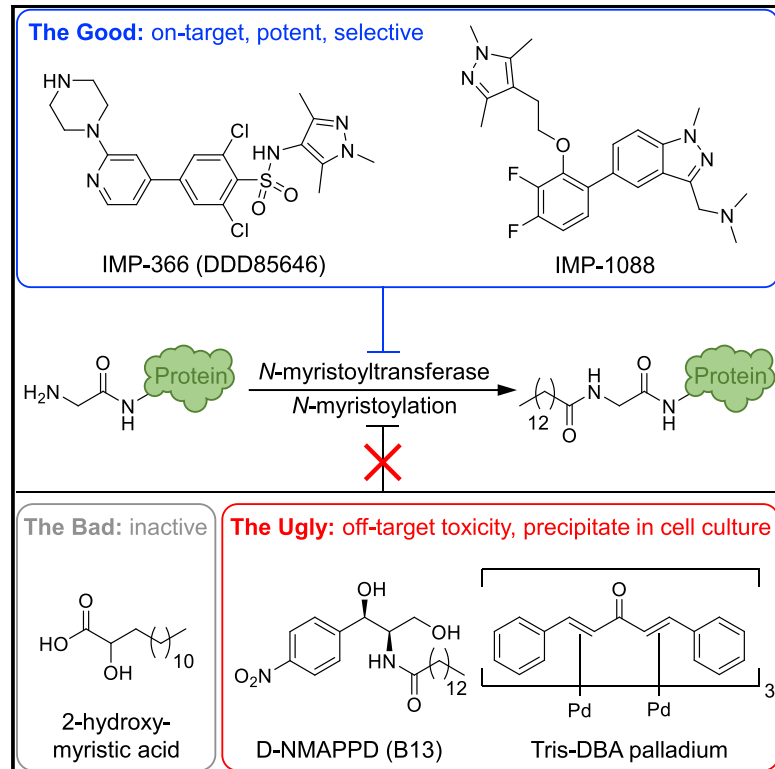 The Good: on-target, potent, selective
HN
N
N
Cl
Cl
S
O
O
NH
N
N
IMP-366 (DDD85646)
N
N
O
F
F
N
N
N
IMP-1088
H2N
O
N
H
Protein
N-myristoyltransferase
N-myristoylation
12
O
H
N
O
N
H
Protein
The Bad: inactive
O
HO
OH
10
2-hydroxy-
myristic acid
The Ugly: off-target toxicity, precipitate in cell culture
OH
OH
O2N
HN
O
12
D-NMAPPD (B13)
O
Pd
Pd
3
Tris-DBA palladium